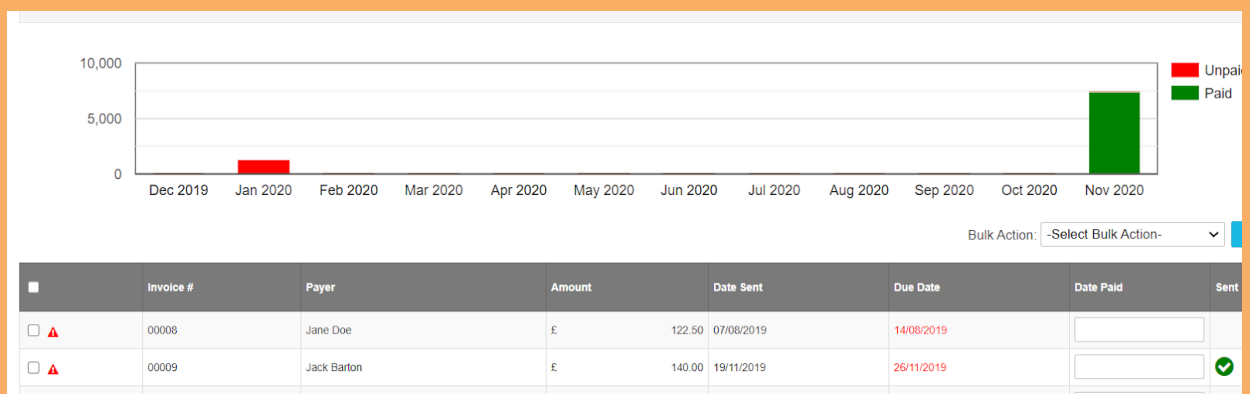 10,000
Unpai
Paid
5,000
0
Dec 2019 Jan 2020 Feb 2020 Mar 2020 Apr 2020 May 2020 Jun 2020 Jul 2020 Aug 2020 Sep 2020 Oct 2020 Nov 2020
Bulk Action: -Select Bulk Action-
Invoice # Payer Amount Date Sent Due Date Date Paid Sent
00008 Jane Doe £ 122.50 07/08/2019 14/08/2019
00009 Jack Barton £ 140.00 19/11/2019 26/11/2019